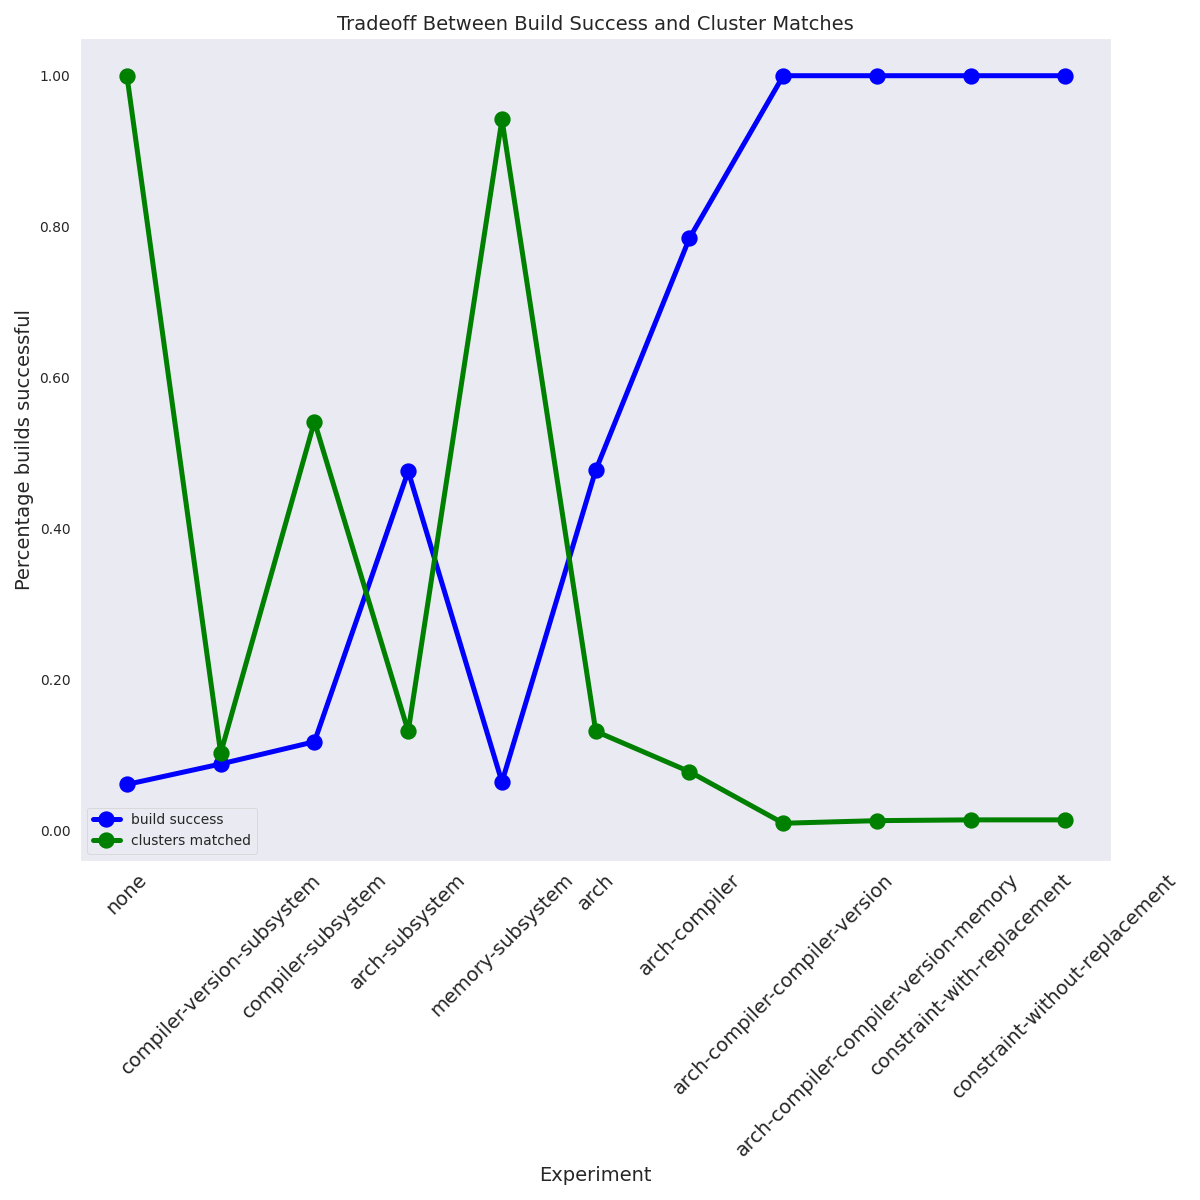 Tradeoff Between Build Success and Cluster Matches
Percentage builds successful
1.00
0.80
0.60
0.40
0.20
0.00
build success
clusters matched
none
compiler-version-subsystem
compiler-subsystem
arch-subsystem
memory-subsystem
arch
arch-compiler
arch-compiler-compiler-version
arch-compiler-compiler-version-memory
constraint-with-replacement
constraint-without-replacement
Experiment